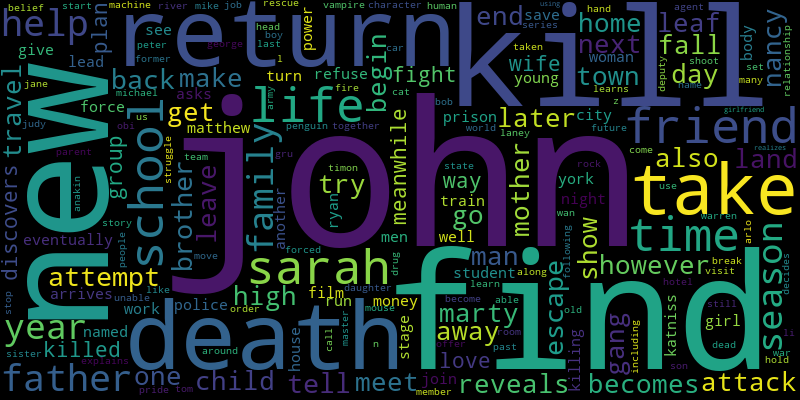 john
find
kill
new
death
return
take
life
friend
time
sarah
school
family
father
year
help
home
end
leaf
nancy
fall
next
town
day
wife
young
save
woman
body
power
plan
lead
give
see
back
make
travel
discovers
group
force
get
matthew
asks
turn
refuse
fight
begin
meanwhile
prison
city
later
also
land
mother
way
train
go
well
york
night
try
ryan
brother
leave
another
men
man
student
escape
show
however
season
girl
marty
away
love
gang
killing
katniss
reveals
becomes
attack
meet
tell
child
one
high
police
house
film
rom
money
stage
join
killed
named
work
attempt
arrives
eventually
story
people
anakin
parent
judy
jane
michael
us
obi
struggle
team
move
forced
gru
timon
penguin
together
army
fire
cat
bob
laney
world
future
state
drug
wan
use
rock
come
warren
arlo
break
visit
hotel
still
dead
war
hold
son
li
decides
including
following
along
learn
become
able
room
past
old
after
member
mouse
daughter
call
master
order
around
n
tom
pride
explains
sister
stop
unable
like
belief
start
machine
former
peter
river
mike
job
george
head
last
boy
rescue
vampire
l
character
human
car
learns
z
series
using
taken
hand
agent
shoot
deputy
name
set
many
relationship
girlfriend
realizes